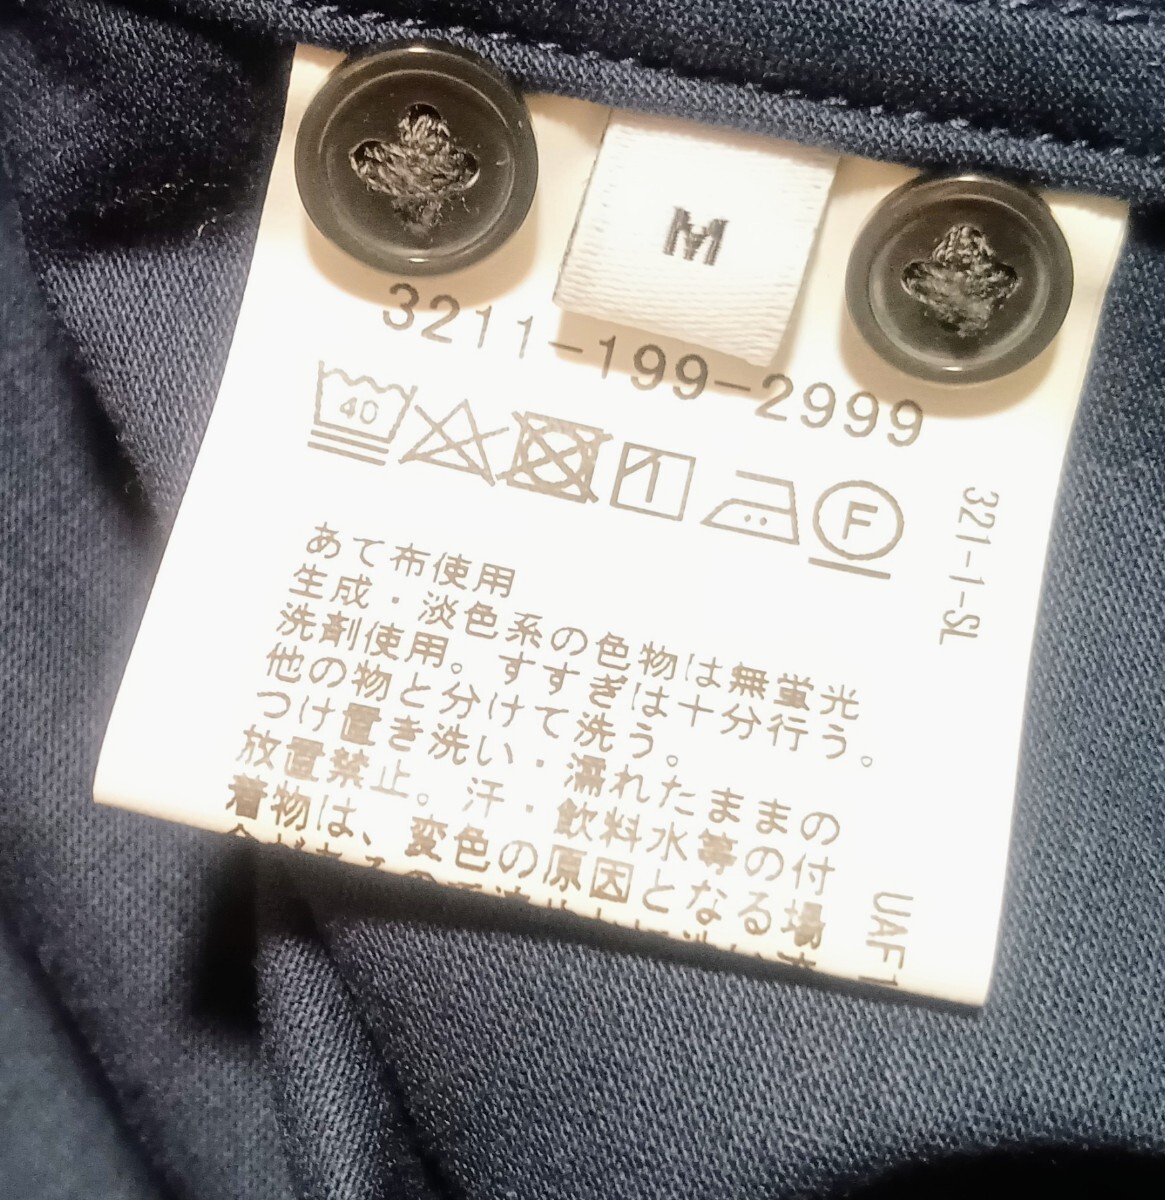 M
3211-199-2999
40
F
321-1-SL
あて布使用
生成・淡色系の色物は無蛍光
洗剤使用。すすぎは十分行う。
他の物と分けて洗う。
つけ置き洗い・濡れたままの
放置禁止。汗・飲料水等の付
着物は、変色の原因となる場
UAF1